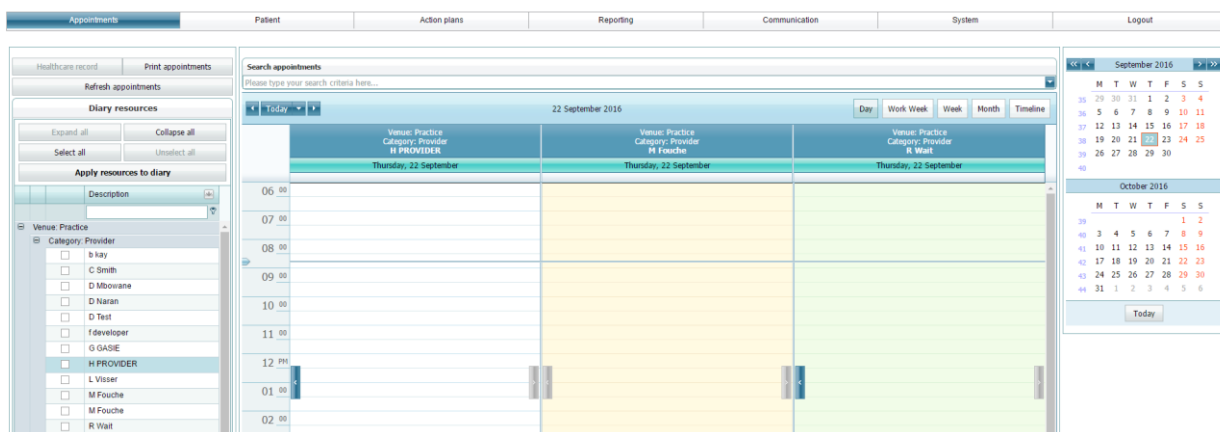 Appointments Patient Action plans Reporting Communication System Logout
Healthcare record Print appointments
Refresh appointments
Diary resources
Expand all Collapse all
Select all Unselect all
Apply resources to diary
Description
Venue: Practice
Category: Provider
b kay
C Smith
D Mbowane
D Naran
D Test
f developer
G GASIE
H PROVIDER
L Visser
M Fouche
M Fouche
R Wait
Search appointments
Please type your search criteria here...
Today 22 September 2016 Day Work Week Week Month Timeline
Venue: Practice Venue: Practice Venue: Practice
Category: Provider Category: Provider Category: Provider
H PROVIDER M Fouche R Wait
Thursday, 22 September Thursday, 22 September Thursday, 22 September
06 00
07 00
08 00
09 00
10 00
11 00
12 PM
01 00
02 00
September 2016
M T W T F S S
35 29 30 31 1 2 3 4
36 5 6 7 8 9 10 11
37 12 13 14 15 16 17 18
38 19 20 21 22 23 24 25
39 26 27 28 29 30
40
October 2016
M T W T F S S
39 1 2
40 3 4 5 6 7 8 9
41 10 11 12 13 14 15 16
42 17 18 19 20 21 22 23
43 24 25 26 27 28 29 30
44 31 1 2 3 4 5 6
Today